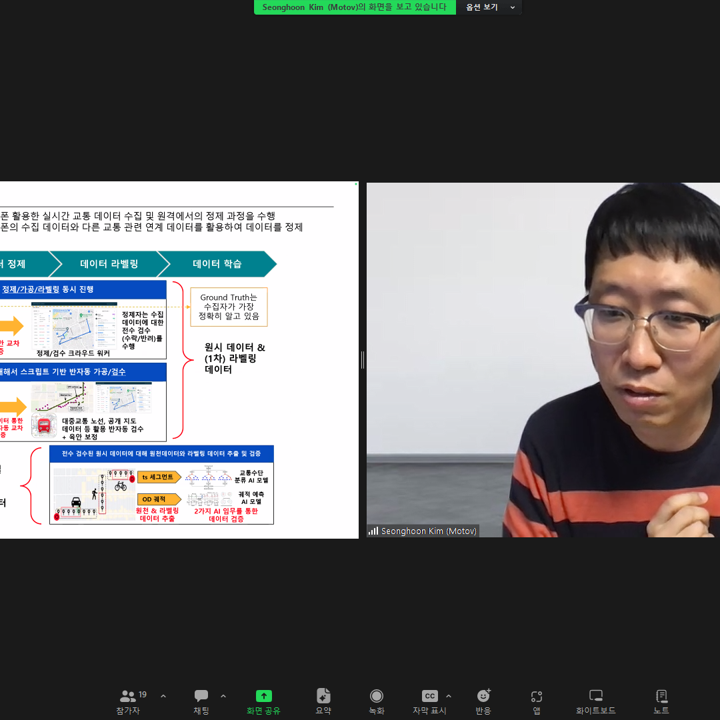 Seonghoon Kim (Motov)의 화면을 보고 있습니다
옵션 보기
폰 활용한 실시간 교통 데이터 수집 및 원격에서의 정제 과정을 수행
폰의 수집 데이터와 다른 교통 관련 연계 데이터를 활용하여 데이터를 정제
터 정제
데이터 라벨링
데이터 학습
정제/가공/라벨링 동시 진행
정제자는 수집
데이터에 대한
전수 검수
(수락/반려)를
수행
정제/검수 크라우드 워커
Ground Truth는
수집자가 가장
정확히 알고 있음
원시 데이터 &
(1차) 라벨링
데이터
해서 스크립트 기반 반자동 가공/검수
대중교통 노선, 공개 지도
데이터 등 활용 반자동 검수
+ 육안 보정
전수 검수된 원시 데이터에 대해 원천데이터와 라벨링 데이터 추출 및 검증
ts 세그먼트
교통수단
분류 AI 모델
OD 궤적
궤적 예측
AI 모델
원천 & 라벨링
데이터 추출
2가지 AI 임무를 통한
데이터 검증
Seonghoon Kim (Motov)
19
참가자
채팅
화면 공유
요약
녹화
CC
자막 표시
반응
앱
화이트보드
노트